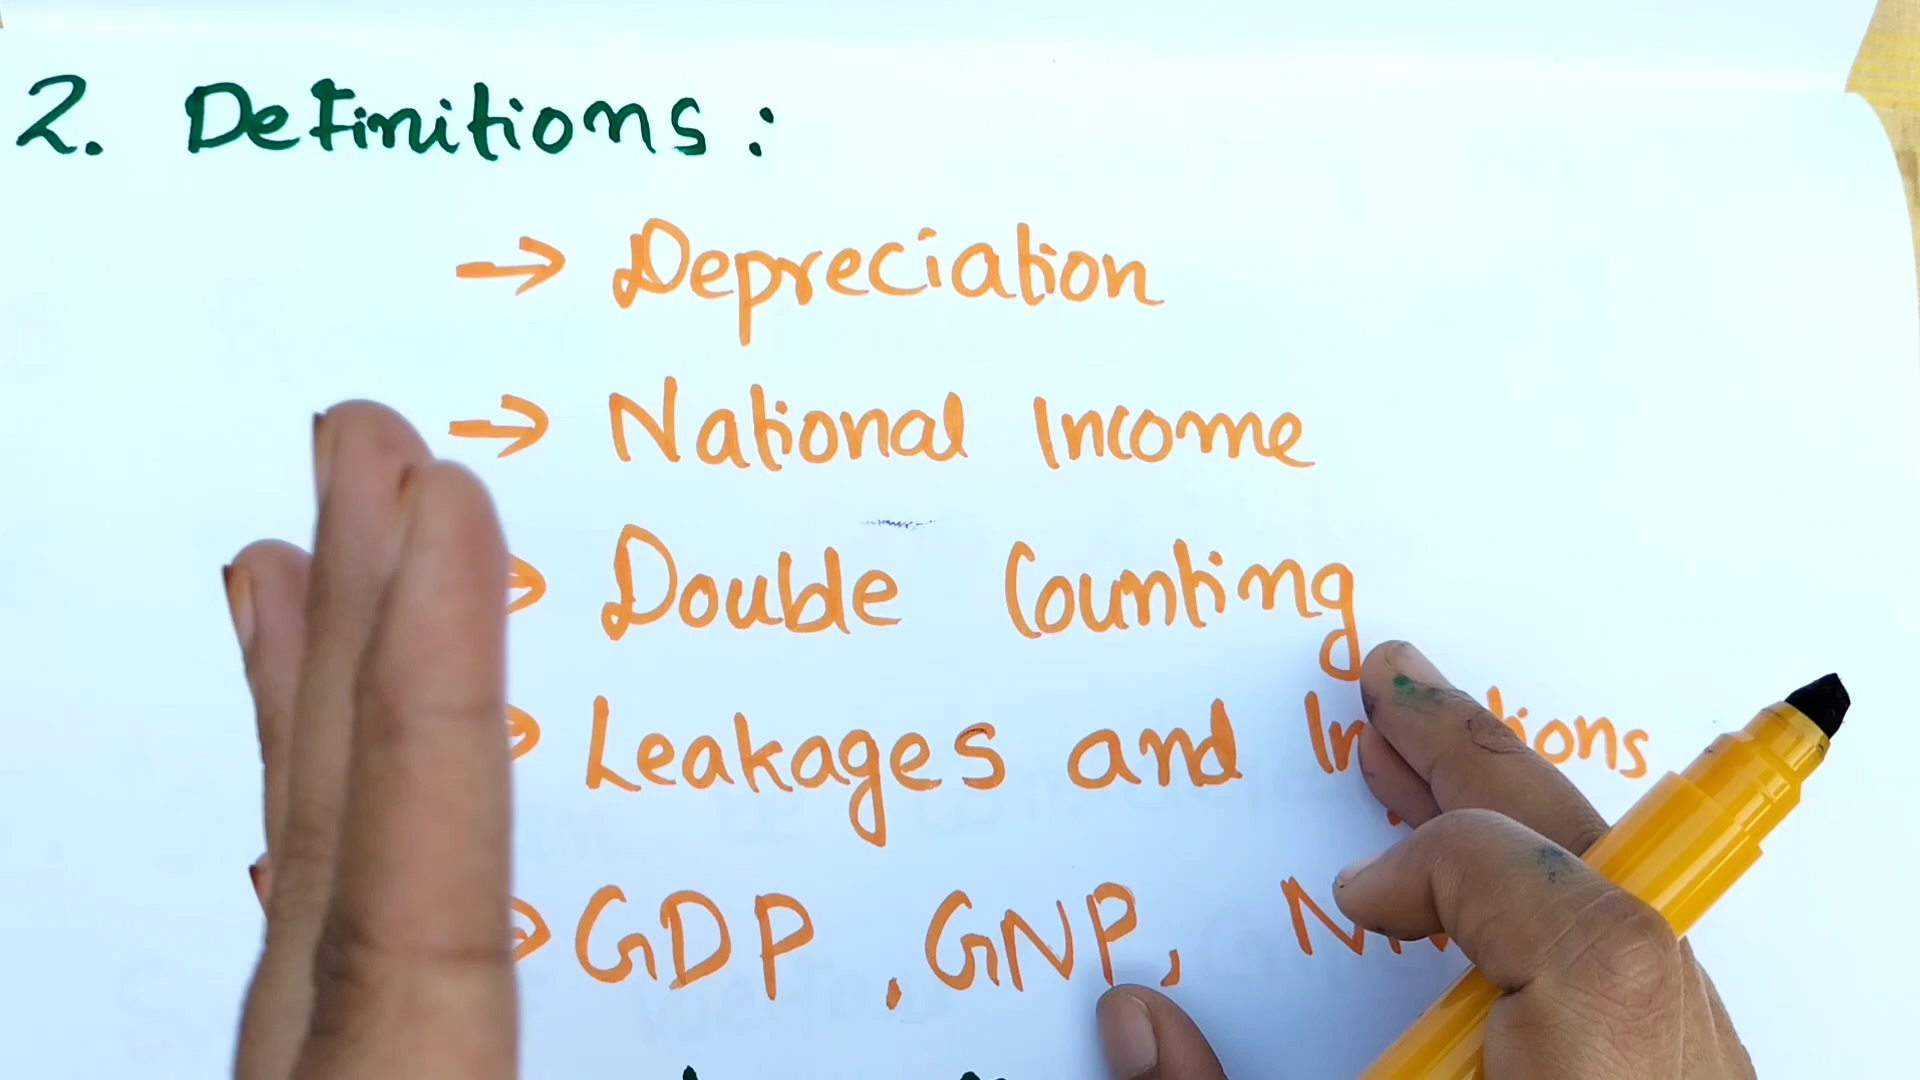 2. Definitions:
→ Depreciation
→ National Income
→ Double Counting
→ Leakages and
→ GDP, GNP,